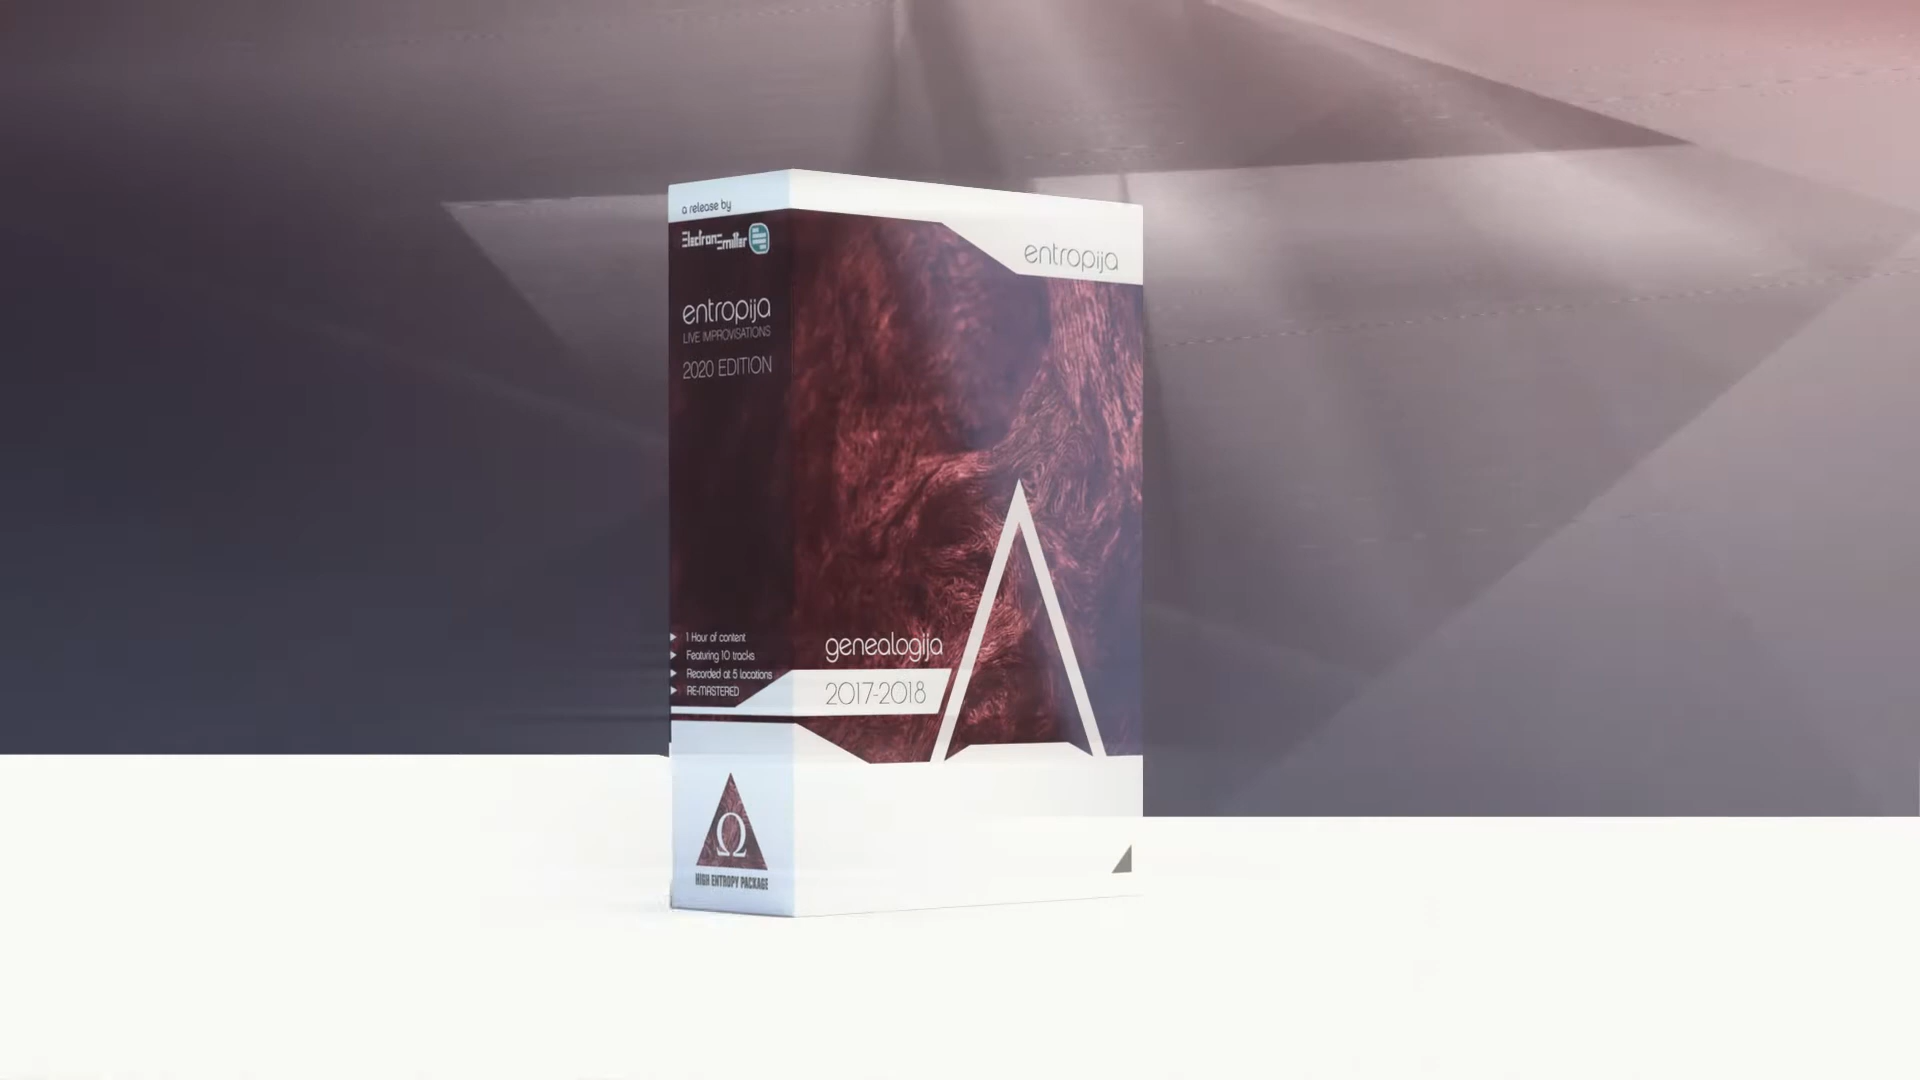 a release by
ElectronEmitter
entropija
LIVE IMPROVISATIONS
2020 EDITION
1 Hour of content
Featuring 10 tracks
Recorded at 5 locations
RE-MASTERED
Ω
HIGH ENTROPY PACKAGE
entropija
genealogija
2017-2018